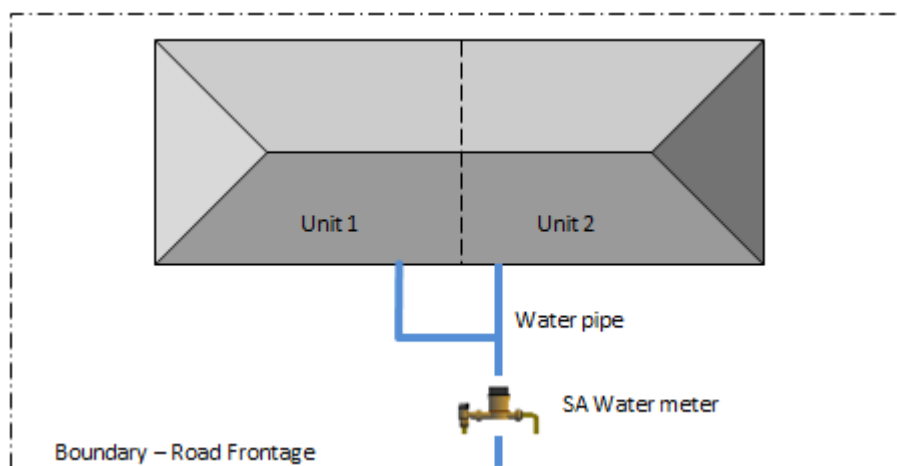 Unit 1
Unit 2
Water pipe
SA Water meter
Boundary – Road Frontage